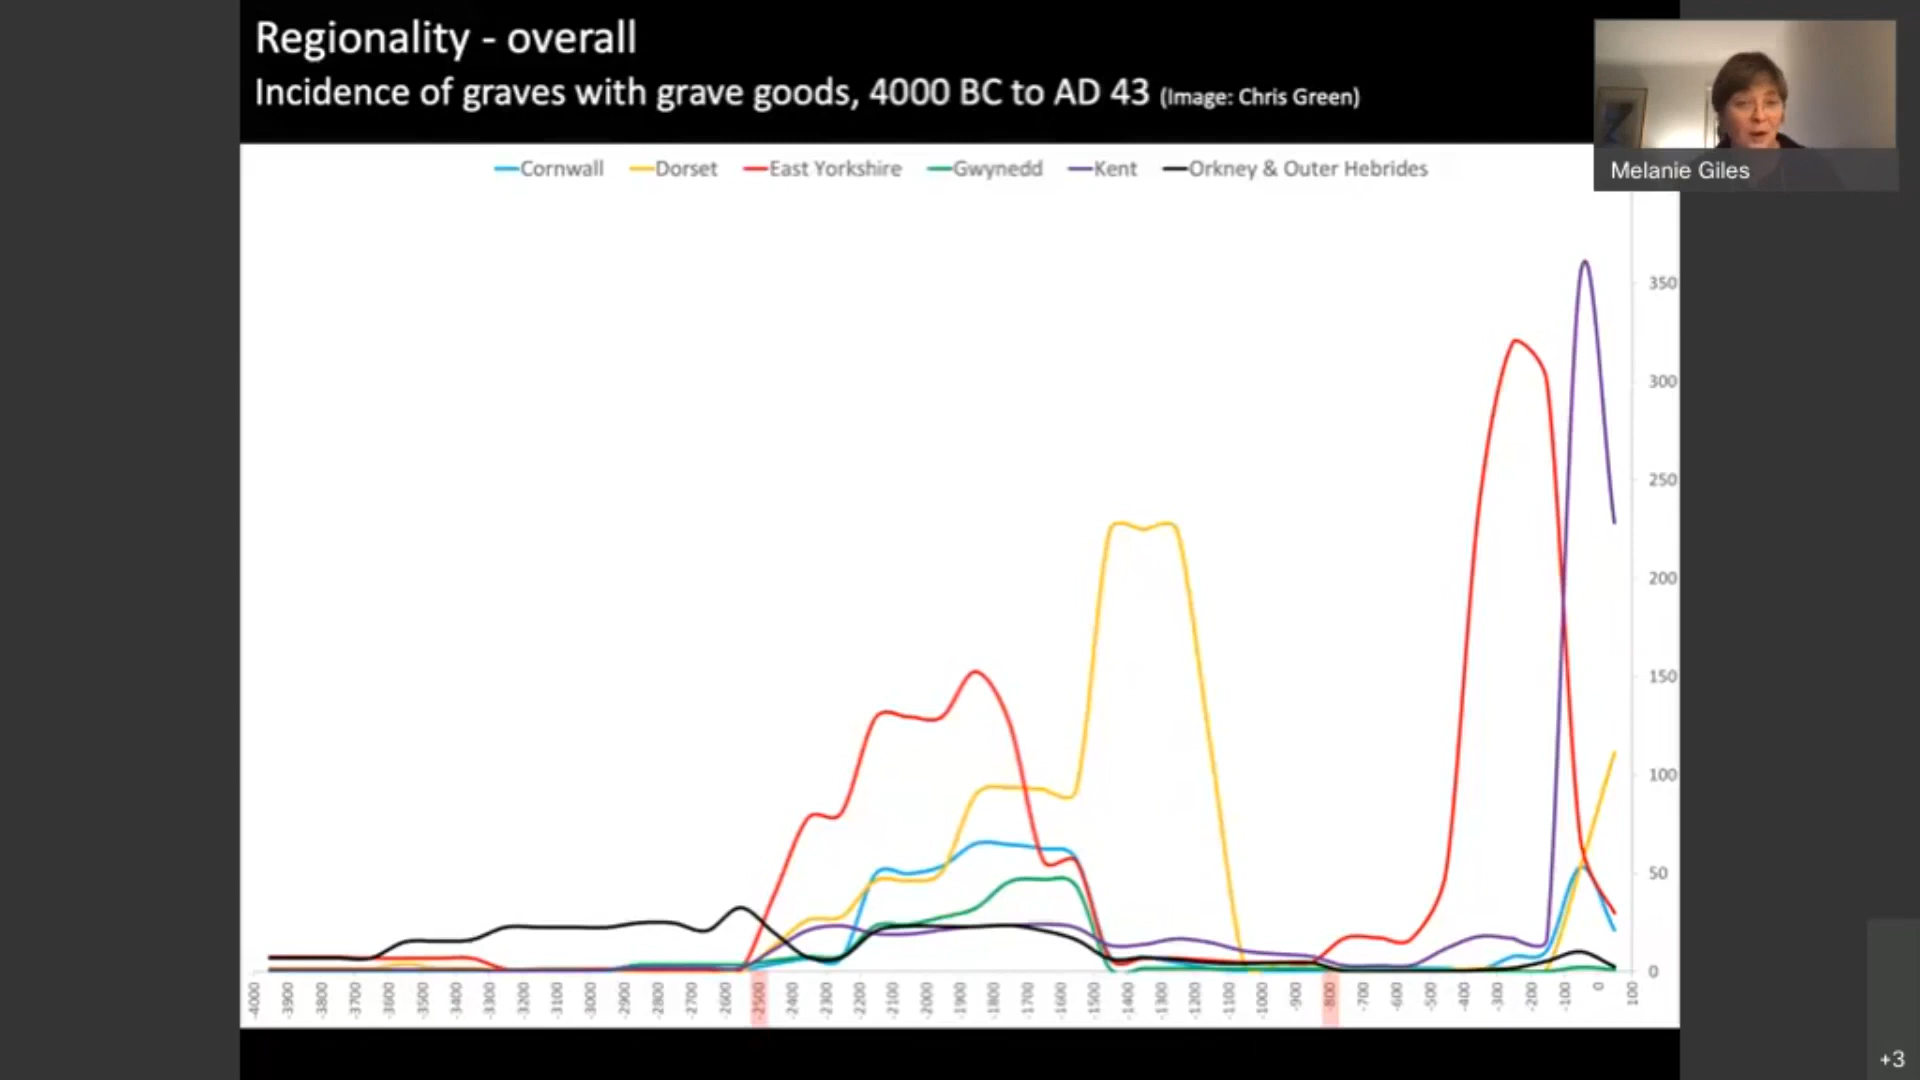 Regionality - overall
Incidence of graves with grave goods, 4000 BC to AD 43 (Image: Chris Green)
Melanie Giles
Cornwall Dorset East Yorkshire Gwynedd Kent Orkney & Outer Hebrides
350
300
250
200
150
100
50
0
-4000 -3900 -3800 -3700 -3600 -3500 -3400 -3300 -3200 -3100 -3000 -2900 -2800 -2700 -2600 -2500 -2400 -2300 -2200 -2100 -2000 -1900 -1800 -1700 -1600 -1500 -1400 -1300 -1200 -1100 -1000 -900 -800 -700 -600 -500 -400 -300 -200 -100 0 100
+3